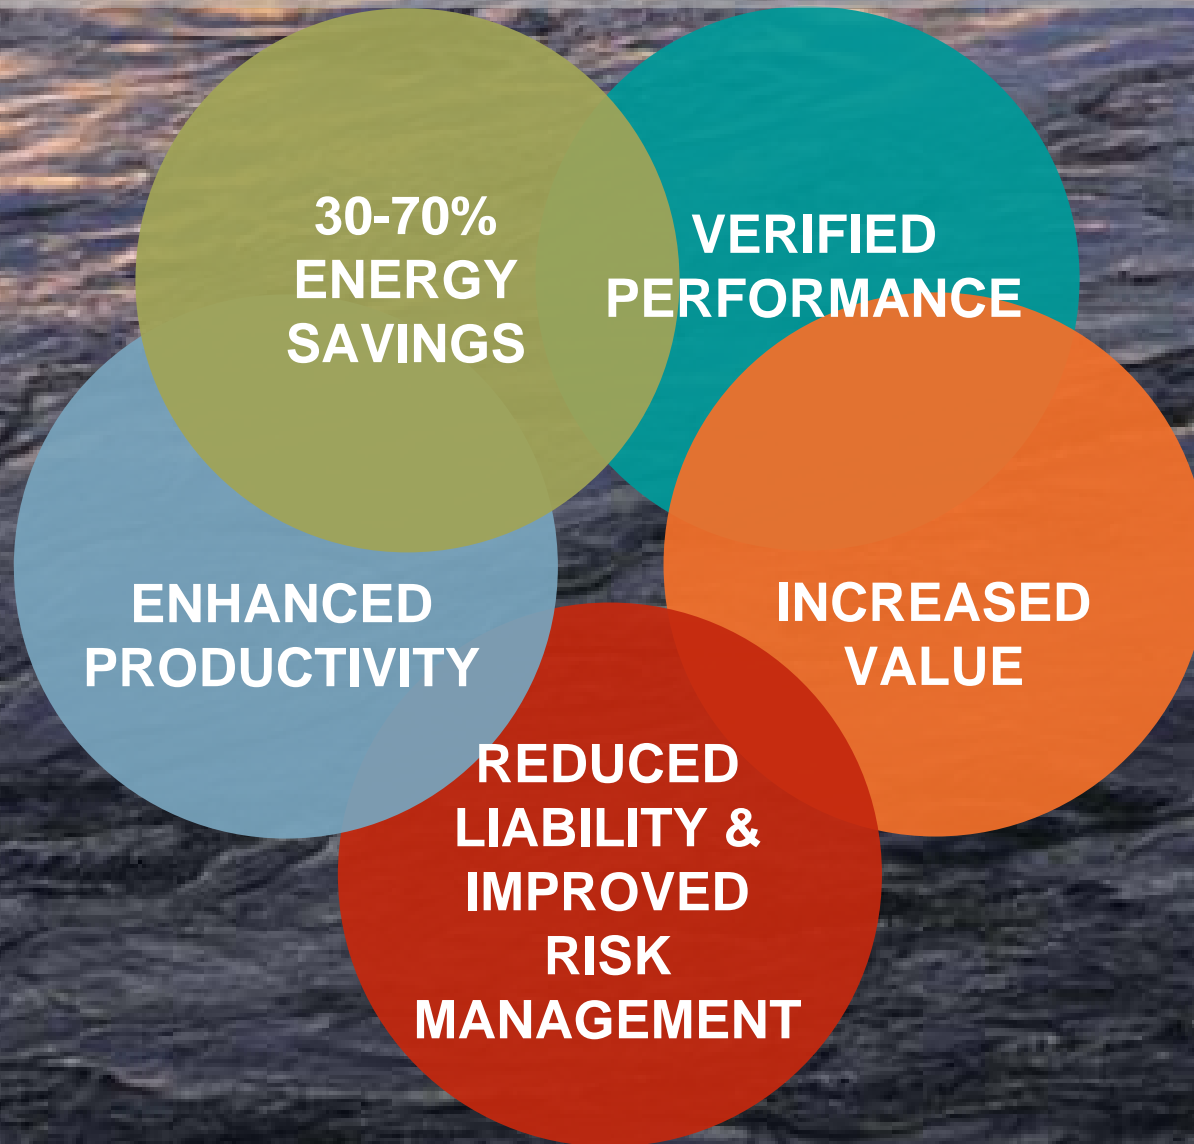 30-70%
ENERGY
SAVINGS
VERIFIED
PERFORMANCE
ENHANCED
PRODUCTIVITY
INCREASED
VALUE
REDUCED
LIABILITY &
IMPROVED
RISK
MANAGEMENT